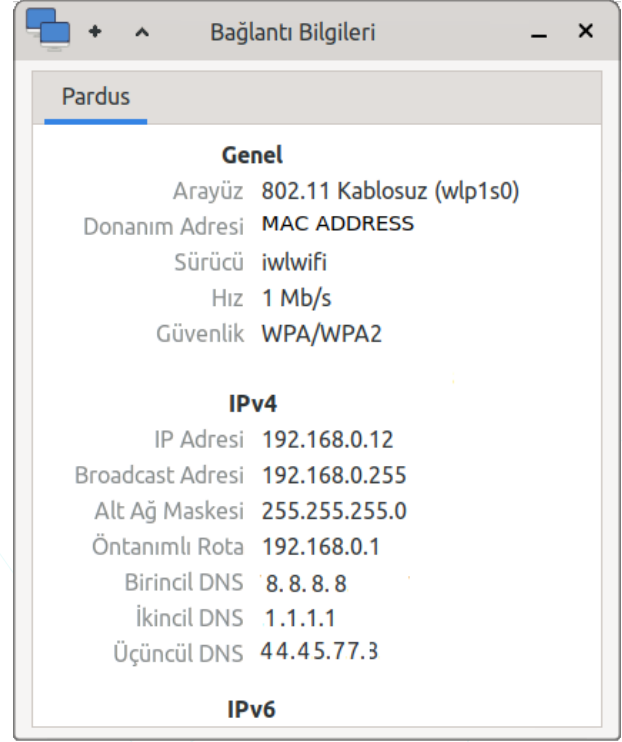 Bağlantı Bilgileri
Pardus
Genel
Arayüz 802.11 Kablosuz (wlp1s0)
Donanım Adresi MAC ADDRESS
Sürücü iwlwifi
Hız 1 Mb/s
Güvenlik WPA/WPA2
IPv4
IP Adresi 192.168.0.12
Broadcast Adresi 192.168.0.255
Alt Ağ Maskesi 255.255.255.0
Öntanımlı Rota 192.168.0.1
Birincil DNS 8.8.8.8
İkincil DNS 1.1.1.1
Üçüncül DNS 44.45.77.3
IPv6